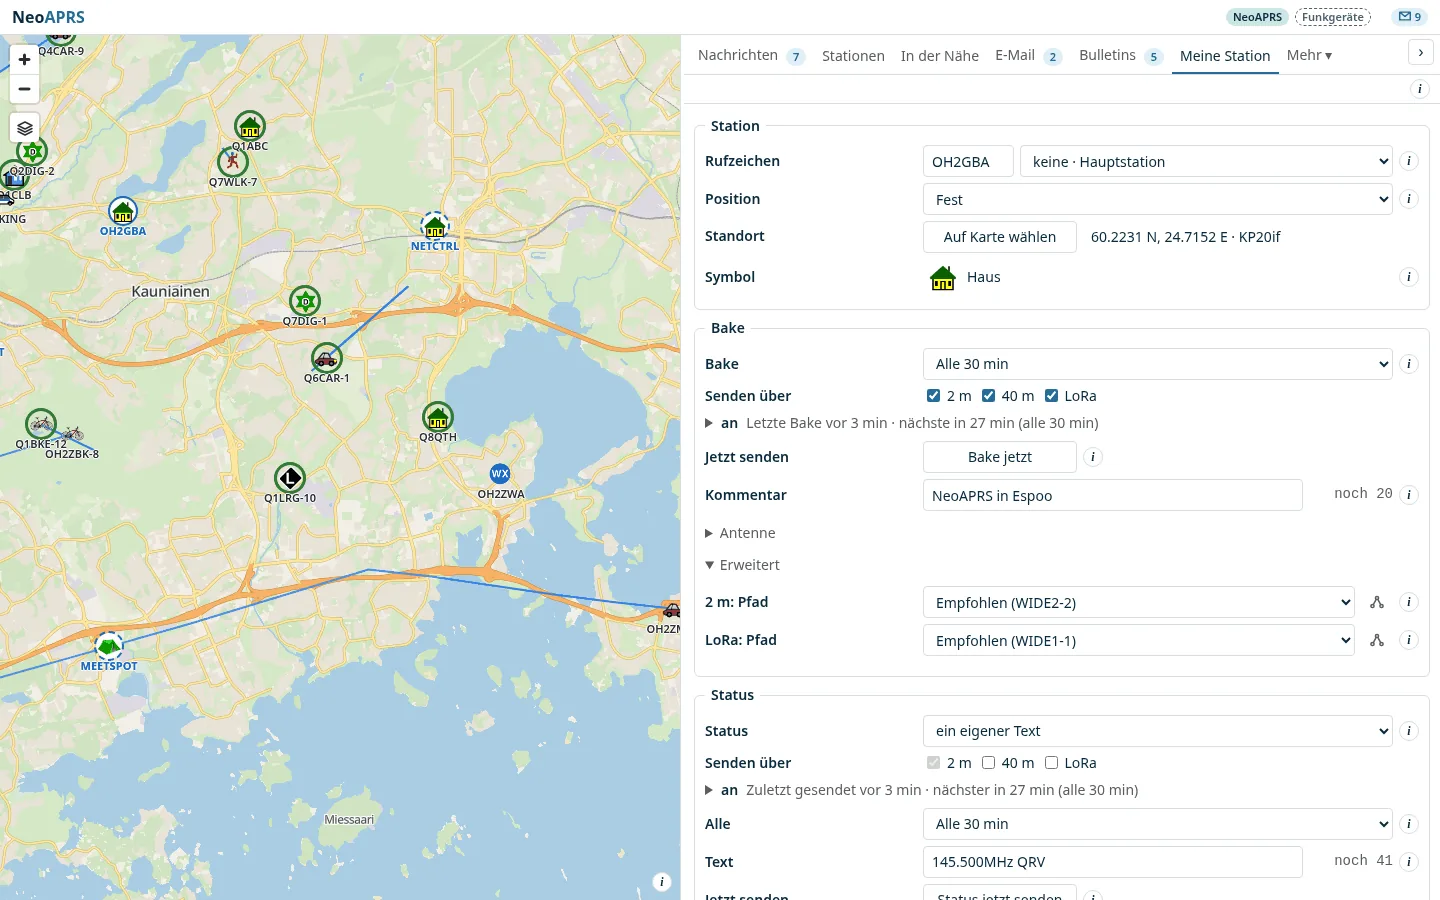 NeoAPRS
NeoAPRS
Funkgeräte
9
Nachrichten 7
Stationen
In der Nähe
E-Mail 2
Bulletins 5
Meine Station
Mehr ▾
›
i
+
−
Q4CAR-9
Q1ABC
Q2DIG-2
Q7WLK-7
OH2GBA
NETCTRL
Kauniainen
D
D
Q7DIG-1
Q6CAR-1
Q8QTH
Q1BKE-12
OH2ZBK-8
L
Q1LRG-10
WX
OH2ZWA
MEETSPOT
Miessaari
i
Station
Rufzeichen OH2GBA keine · Hauptstation i
Position Fest i
Standort Auf Karte wählen 60.2231 N, 24.7152 E · KP20if
Symbol Haus i
Bake
Bake Alle 30 min i
Senden über 2 m 40 m LoRa
▶ an Letzte Bake vor 3 min · nächste in 27 min (alle 30 min)
Jetzt senden Bake jetzt i
Kommentar NeoAPRS in Espoo noch 20 i
▶ Antenne
▼ Erweitert
2 m: Pfad Empfohlen (WIDE2-2) i
LoRa: Pfad Empfohlen (WIDE1-1) i
Status
Status ein eigener Text i
Senden über 2 m 40 m LoRa
▶ an Zuletzt gesendet vor 3 min · nächster in 27 min (alle 30 min)
Alle Alle 30 min i
Text 145.500MHz QRV noch 41 i
Jetzt senden Status jetzt senden i